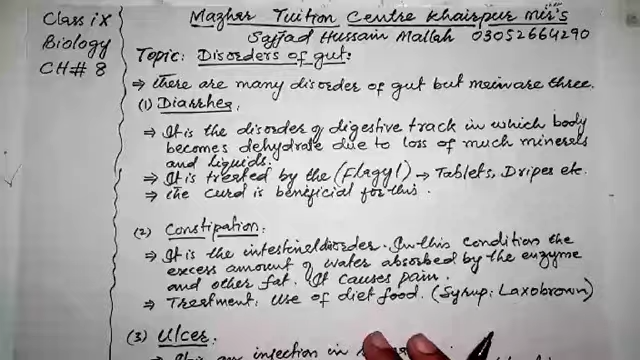 Class ix
Biology
CH# 8
Mazhar Tuition Centre Khairpur Mir's
Sajjad Hussain Mallah 03052664290
Topic: Disorders of gut:
⇒ There are many disorder of gut but mein are three.
(1) Diarrhea,
⇒ It is the disorder of digestive track in which body
becomes dehydrate due to loss of much minerels
and liquids.
⇒ It is treated by the (Flagyl) → Tablets, Dripes etc.
⇒ The curd is beneficial for this.
(2) Constipation:
⇒ It is the intestinal disorder. In this condition the
excess amount of water absorbed by the enzyme
and other fat. It causes pain.
⇒ Treatment: Use of diet food. (Syrup: Laxobrown)
(3) Ulcer.